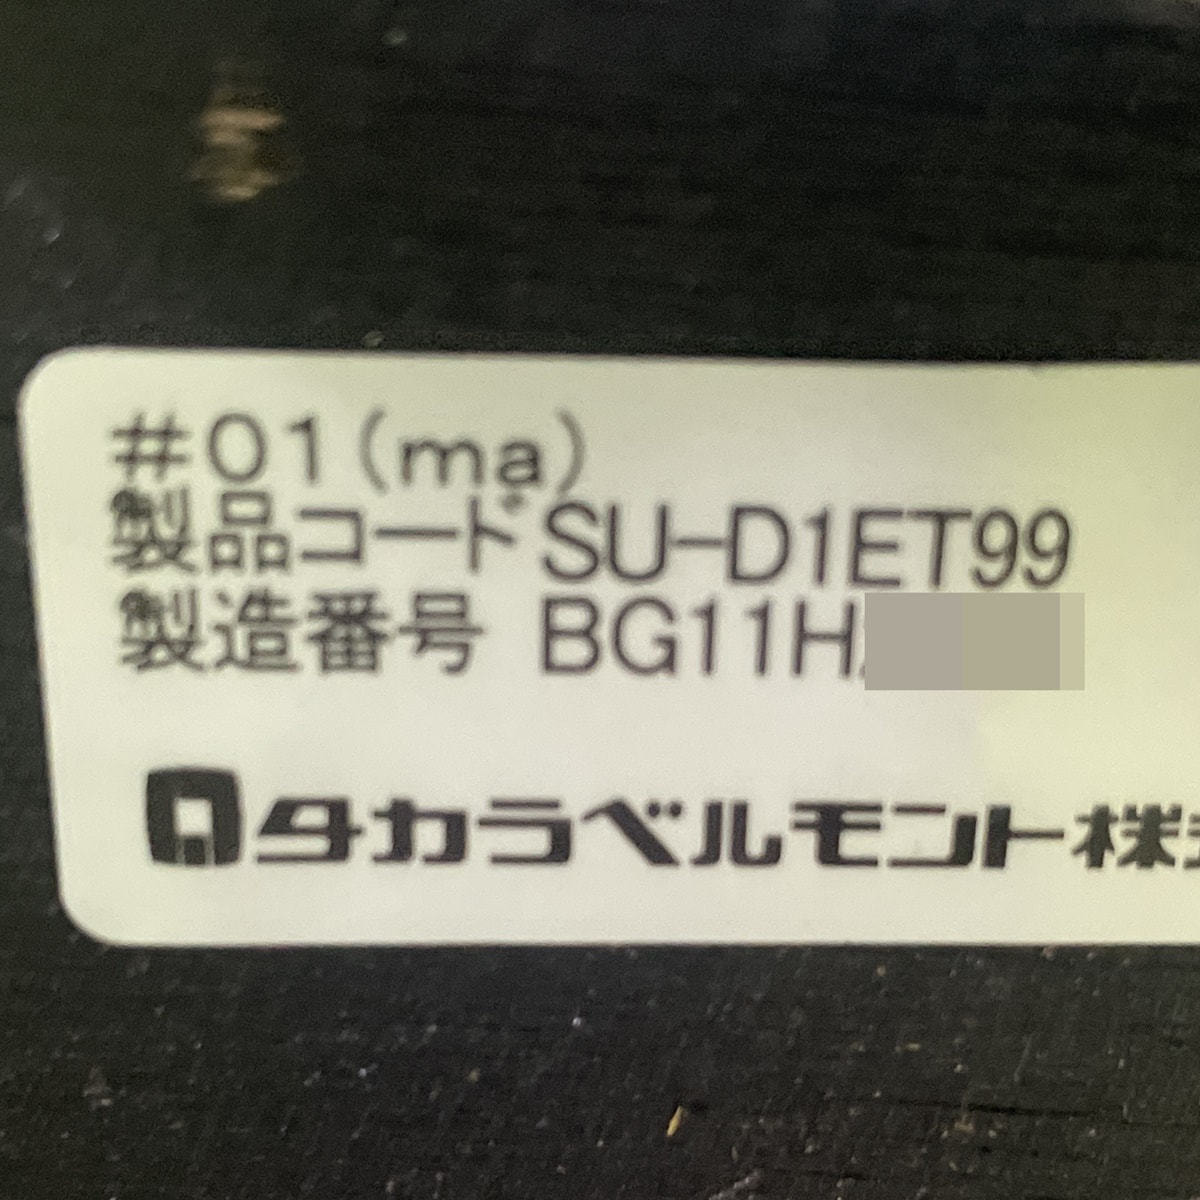 #01(ma)
製品コード SU-D1ET99
製造番号 BG11H
タカラベルモント株